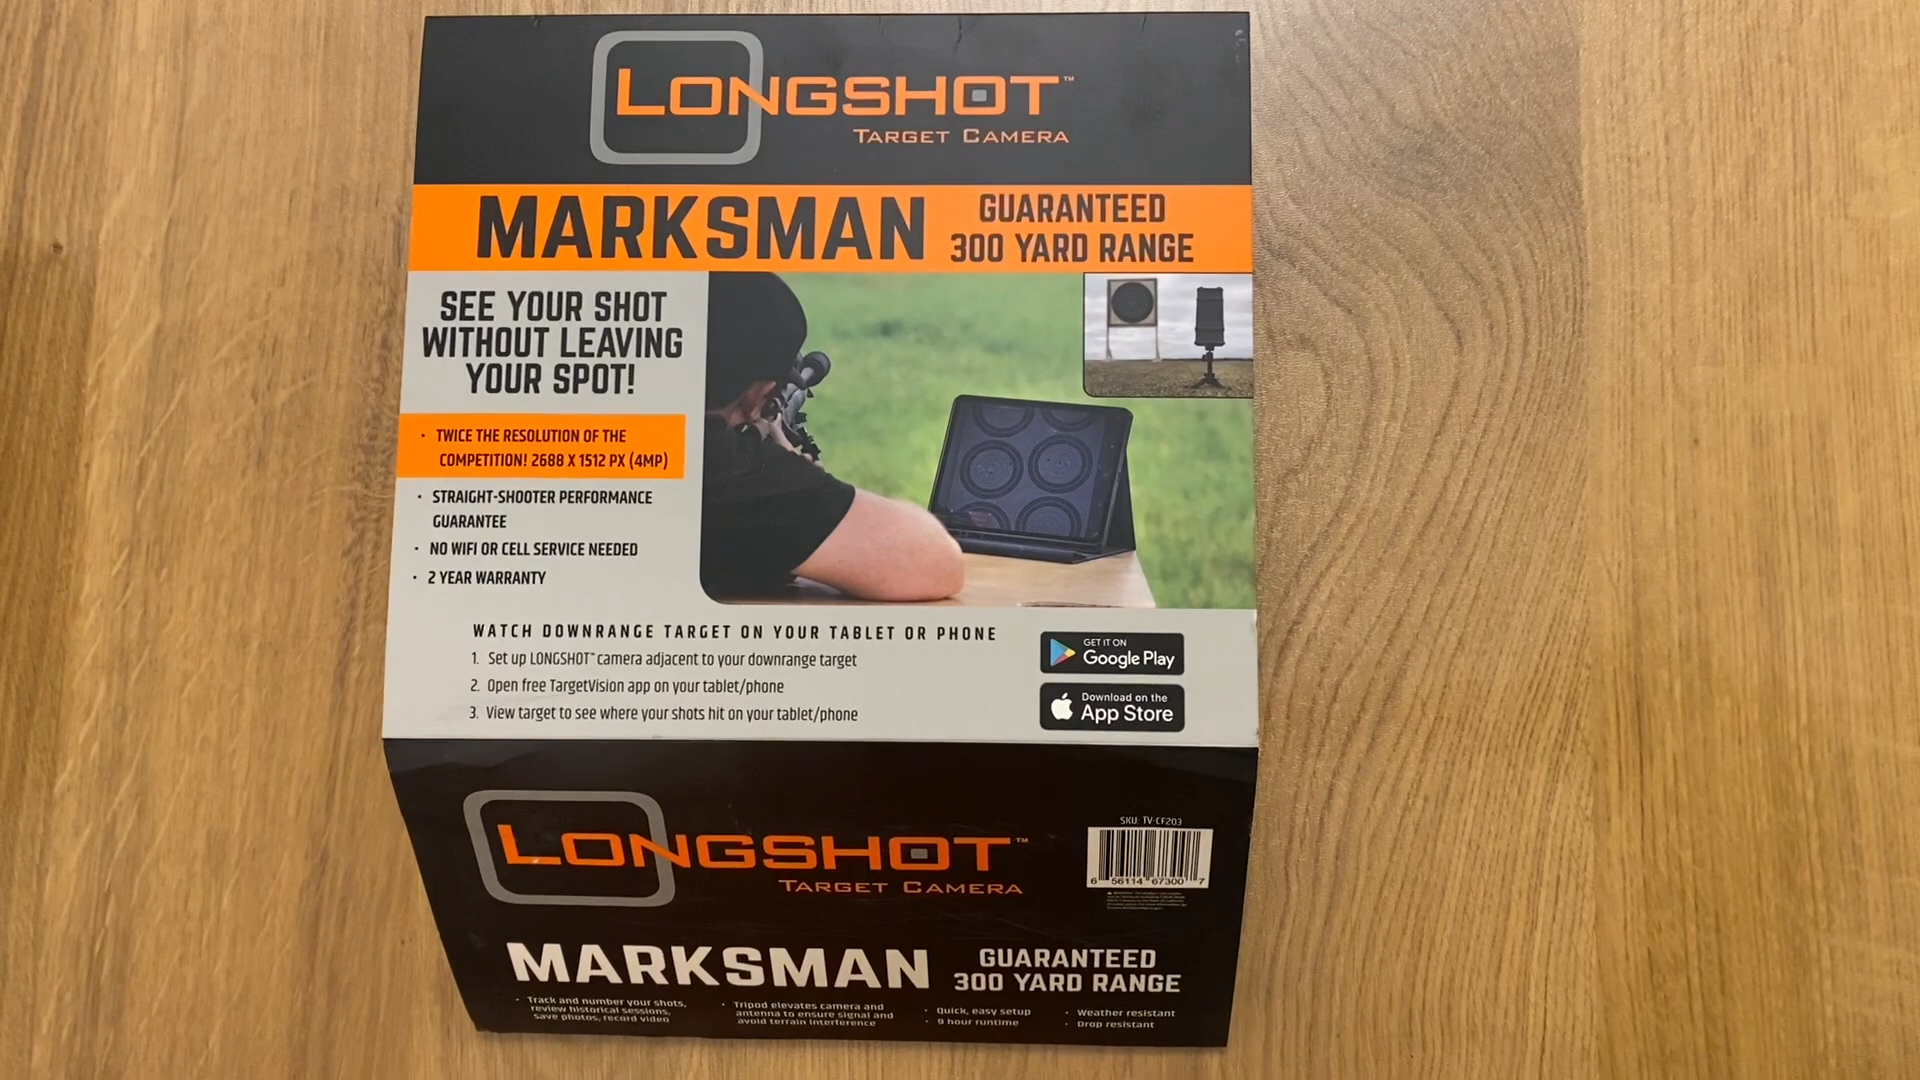 LONGSHOT™
TARGET CAMERA
MARKSMAN
GUARANTEED
300 YARD RANGE
SEE YOUR SHOT
WITHOUT LEAVING
YOUR SPOT!
• TWICE THE RESOLUTION OF THE
COMPETITION! 2688 X 1512 PX (4MP)
• STRAIGHT-SHOOTER PERFORMANCE
GUARANTEE
• NO WIFI OR CELL SERVICE NEEDED
• 2 YEAR WARRANTY
WATCH DOWNRANGE TARGET ON YOUR TABLET OR PHONE
1. Set up LONGSHOT™ camera adjacent to your downrange target
2. Open free TargetVision app on your tablet/phone
3. View target to see where your shots hit on your tablet/phone
GET IT ON
Google Play
Download on the
App Store
LONGSHOT™
TARGET CAMERA
SKU: TV-CF203
6 56114 67300 7
MARKSMAN
GUARANTEED
300 YARD RANGE
• Track and number your shots,
review historical sessions,
save photos, record video
• Tripod elevates camera and
antenna to ensure signal and
avoid terrain interference
• Quick, easy setup
• 9 hour runtime
• Weather resistant
• Drop resistant